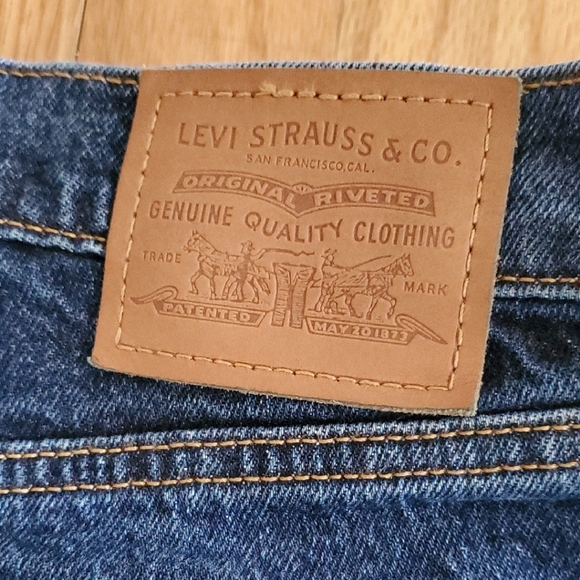 LEVI STRAUSS & CO.
SAN FRANCISCO, CAL.
ORIGINAL RIVETED
GENUINE QUALITY CLOTHING
TRADE MARK
PATENTED MAY 20 1873